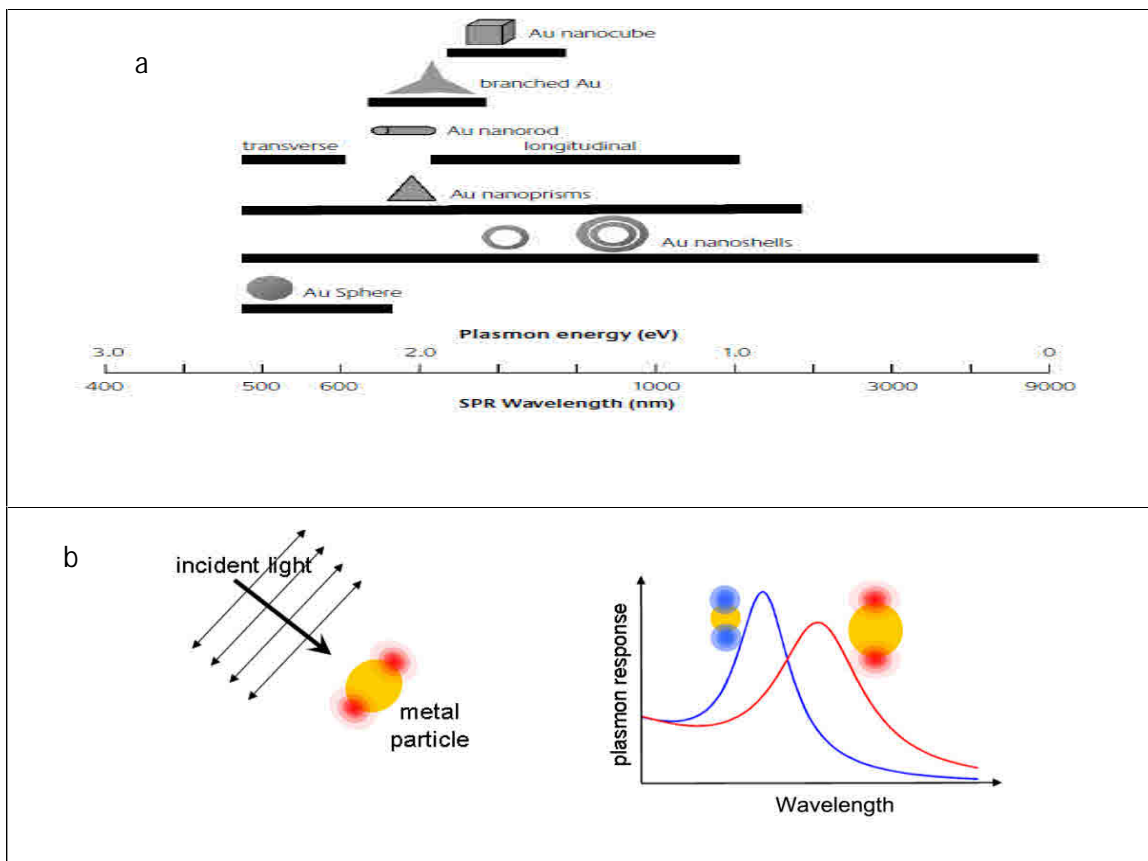 a
Au nanocube
branched Au
Au nanorod
transverse longitudinal
Au nanoprisms
Au nanoshells
Au Sphere
Plasmon energy (eV)
3.0 2.0 1.0 0
400 500 600 1000 3000 9000
SPR Wavelength (nm)
b
incident light
metal
particle
plasmon response
Wavelength